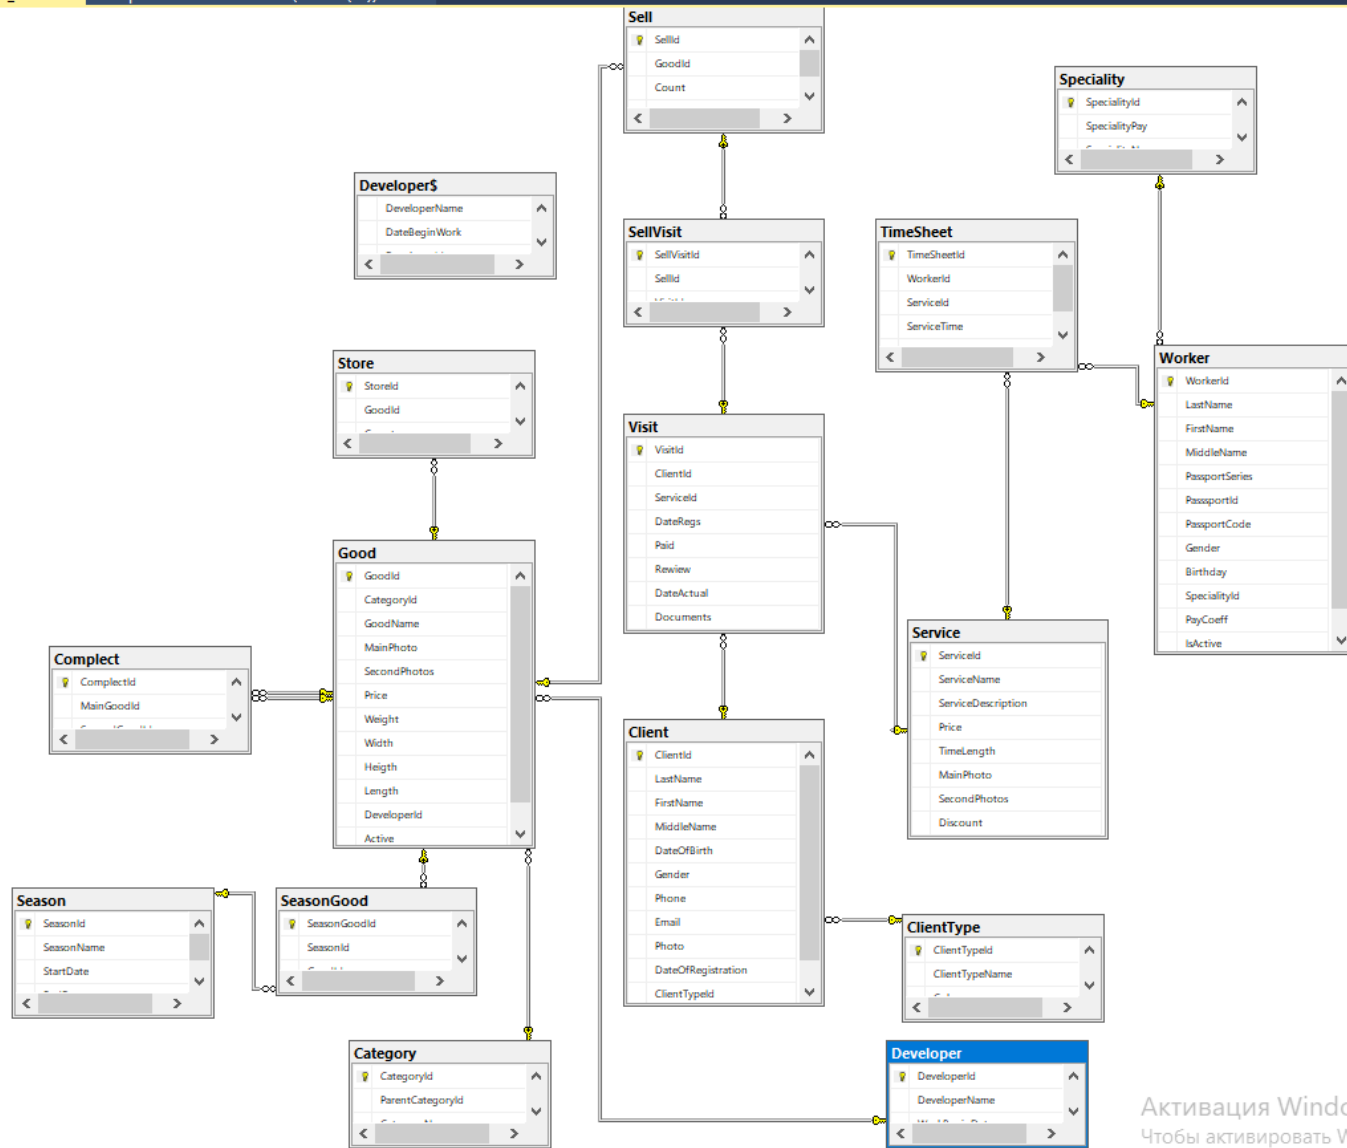 Sell
SellId
GoodId
Count
Speciality
SpecialityId
SpecialityPay
Developer$
DeveloperName
DateBeginWork
SellVisit
SellVisitId
SellId
TimeSheet
TimeSheetId
WorkerId
ServiceId
ServiceTime
Store
StoreId
GoodId
Worker
WorkerId
LastName
FirstName
MiddleName
PassportSeries
PasssportId
PassportCode
Gender
Birthday
SpecialityId
PayCoeff
IsActive
Visit
VisitId
ClientId
ServiceId
DateRegs
Paid
Rewiew
DateActual
Documents
Good
GoodId
CategoryId
GoodName
MainPhoto
SecondPhotos
Price
Weight
Width
Heigth
Length
DeveloperId
Active
Service
ServiceId
ServiceName
ServiceDescription
Price
TimeLength
MainPhoto
SecondPhotos
Discount
Complect
ComplectId
MainGoodId
Client
ClientId
LastName
FirstName
MiddleName
DateOfBirth
Gender
Phone
Email
Photo
DateOfRegistration
ClientTypeId
Season
SeasonId
SeasonName
StartDate
SeasonGood
SeasonGoodId
SeasonId
ClientType
ClientTypeId
ClientTypeName
Category
CategoryId
ParentCategoryId
Developer
DeveloperId
DeveloperName
Активация Windo
Чтобы активировать W